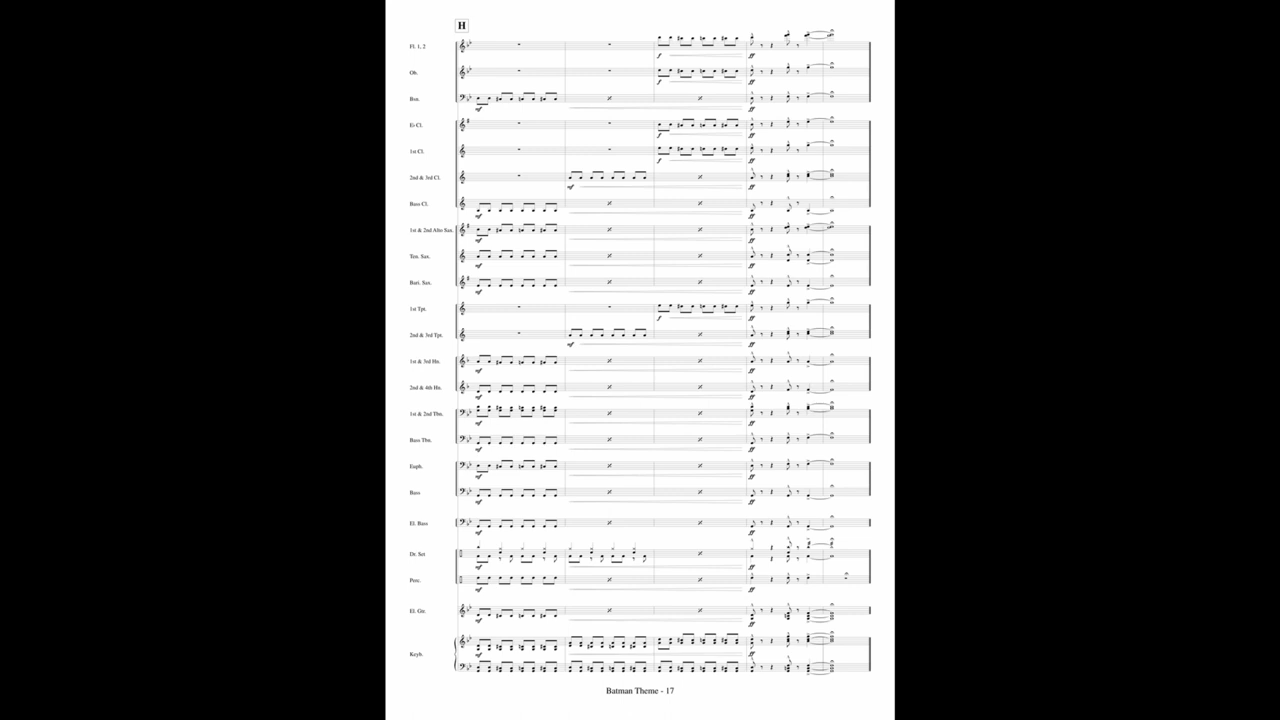 H
Fl. 1, 2
Ob.
Bsn.
mf
E♭ Cl.
1st Cl.
2nd & 3rd Cl.
Bass Cl.
1st & 2nd Alto Sax.
Ten. Sax.
Bari. Sax.
1st Tpt.
2nd & 3rd Tpt.
1st & 3rd Hn.
2nd & 4th Hn.
1st & 2nd Tbn.
Bass Tbn.
Euph.
Bass
El. Bass
Dr. Set
Perc.
El. Gtr.
Keyb.
Batman Theme - 17